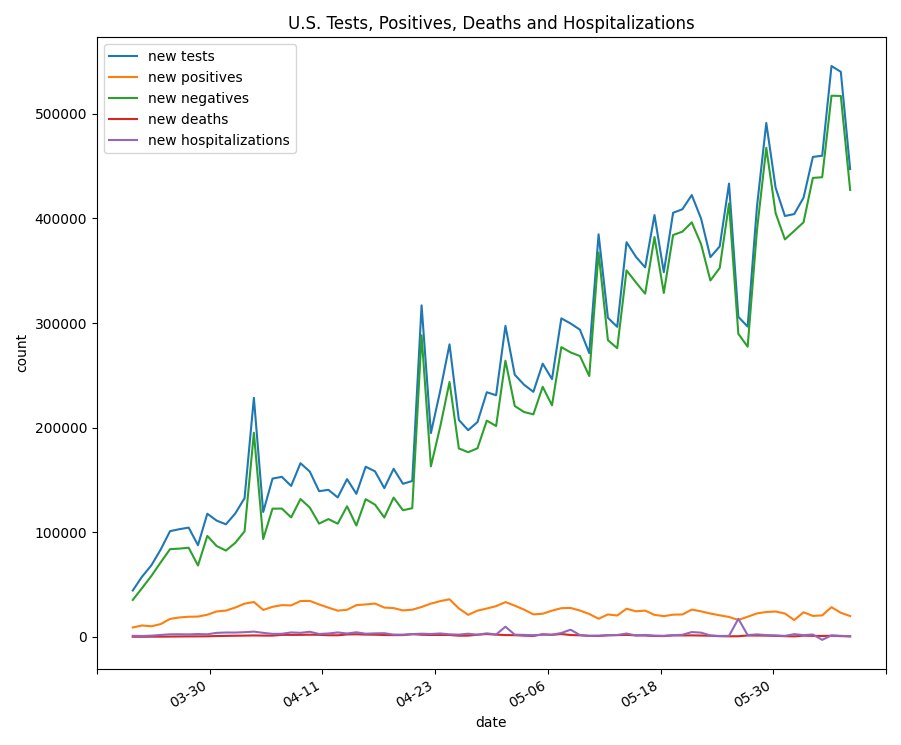 U.S. Tests, Positives, Deaths and Hospitalizations
new tests
new positives
new negatives
new deaths
new hospitalizations
500000
400000
300000
200000
100000
0
count
03-30
04-11
04-23
05-06
05-18
05-30
date